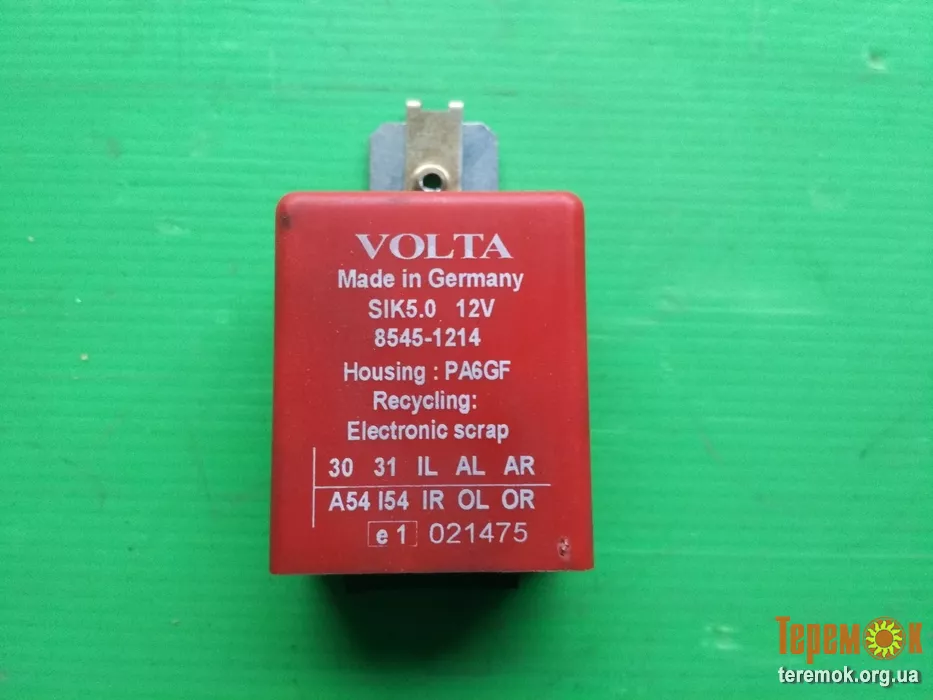 VOLTA
Made in Germany
SIK5.0 12V
8545-1214
Housing : PA6GF
Recycling:
Electronic scrap
30 31 IL AL AR
A54 I54 IR OL OR
e1 021475
Теремок
teremok.org.ua